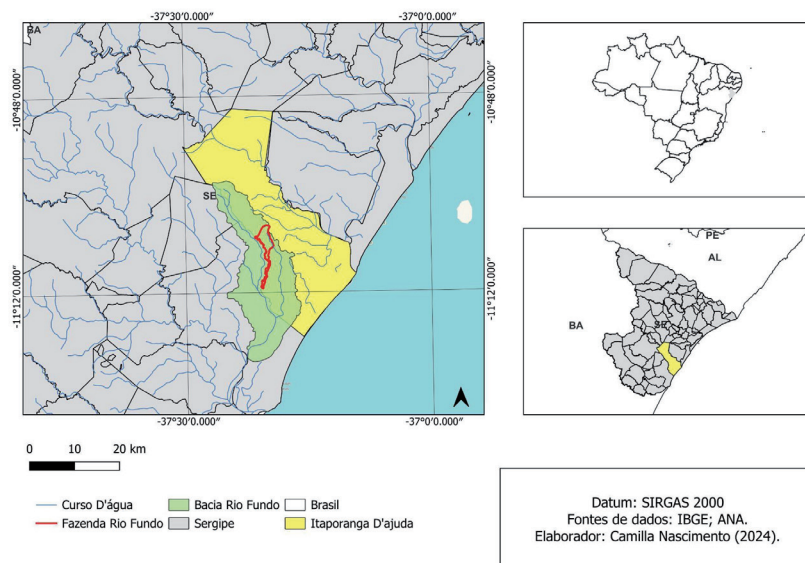 -37°30'0.000" -37°0'0.000"
BA
-10°48'0.000" -10°48'0.000"
SE
-11°12'0.000" -11°12'0.000"
-37°30'0.000" -37°0'0.000"
PE
AL
BA
SE
0 10 20 km
Curso D'água Bacia Rio Fundo Brasil
Fazenda Rio Fundo Sergipe Itaporanga D'ajuda
Datum: SIRGAS 2000
Fontes de dados: IBGE; ANA.
Elaborador: Camilla Nascimento (2024).